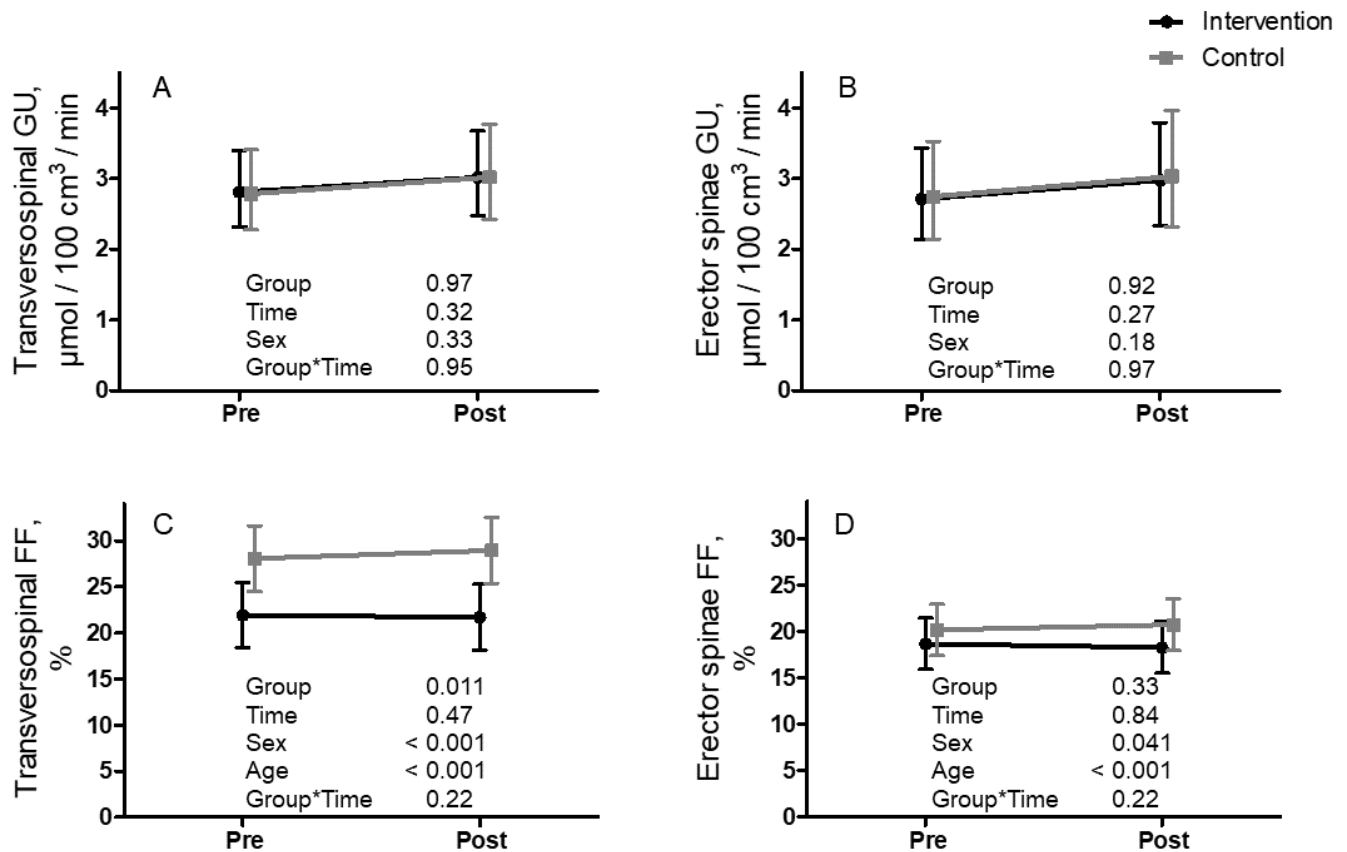 Intervention
Control
A
Transversospinal GU,
µmol / 100 cm³ / min
4
3
2
1
0
Group 0.97
Time 0.32
Sex 0.33
Group*Time 0.95
Pre Post
B
Erector spinae GU,
µmol / 100 cm³ / min
4
3
2
1
0
Group 0.92
Time 0.27
Sex 0.18
Group*Time 0.97
Pre Post
C
Transversospinal FF,
%
30
25
20
15
10
5
0
Group 0.011
Time 0.47
Sex < 0.001
Age < 0.001
Group*Time 0.22
Pre Post
D
Erector spinae FF,
%
30
25
20
15
10
5
0
Group 0.33
Time 0.84
Sex 0.041
Age < 0.001
Group*Time 0.22
Pre Post